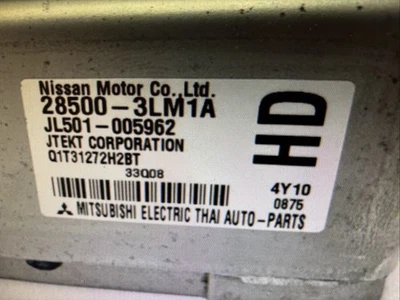 Nissan Motor Co.,Ltd.
28500-3LM1A
JL501-005962
JTEKT CORPORATION
Q1T31272H2BT
33Q08
HD
4Y10
0875
MITSUBISHI ELECTRIC THAI AUTO-PARTS